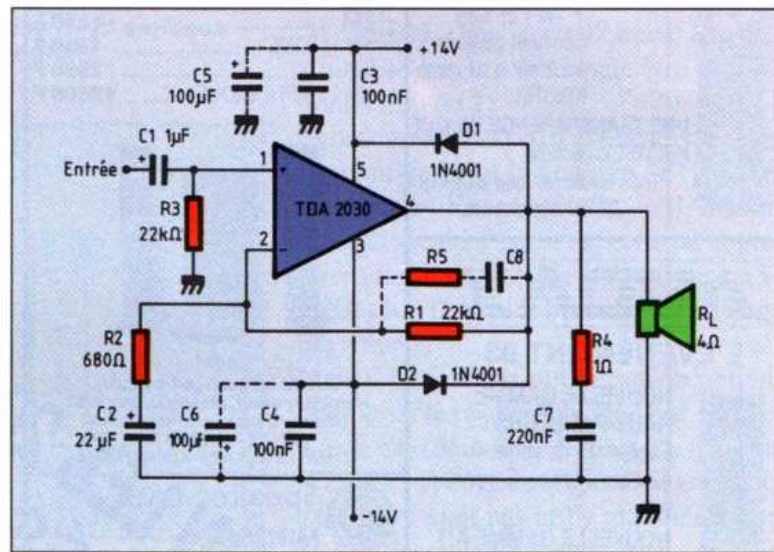 +14V
C5
100µF
C3
100nF
C1 1µF
D1
1N4001
Entrée
1
5
TDA 2030
4
R3
22kΩ
2
3
R5
C8
R1
22kΩ
RL
4Ω
R2
680Ω
R4
1Ω
D2
1N4001
C2
22µF
C6
100µF
C4
100nF
C7
220nF
-14V